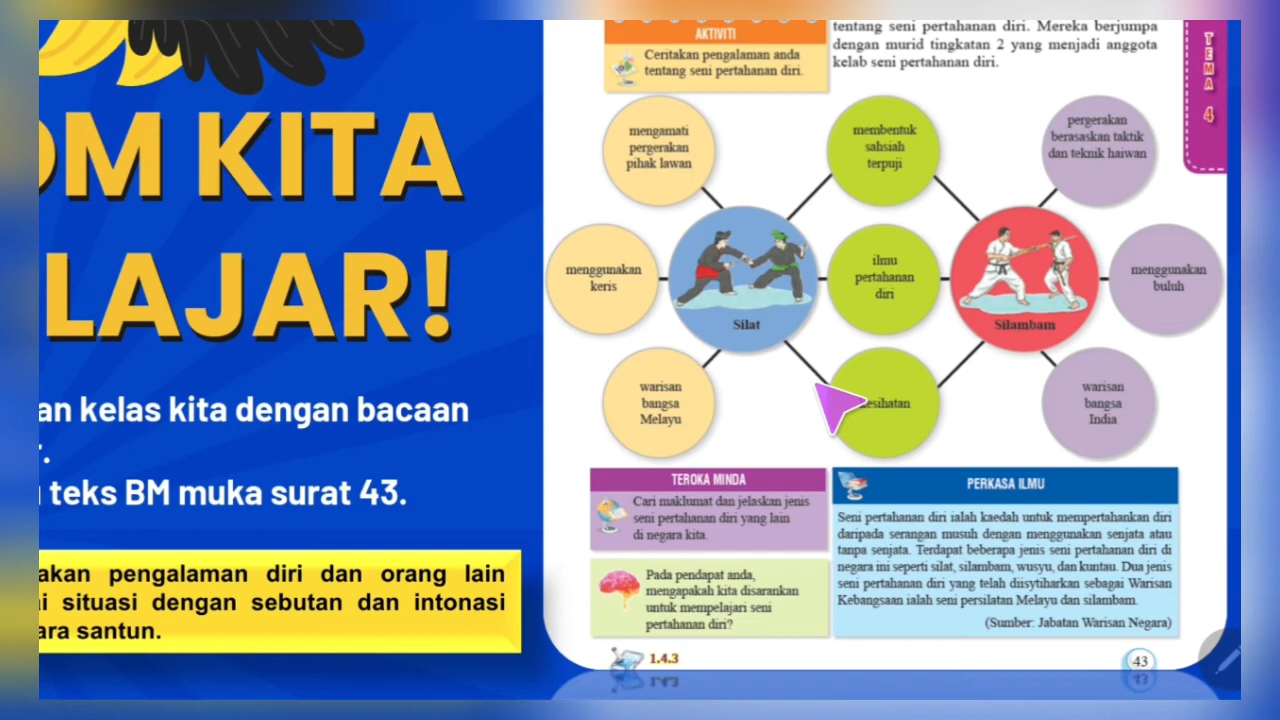 OM KITA
LAJAR!
an kelas kita dengan bacaan
teks BM muka surat 43.
akan pengalaman diri dan orang lain
situasi dengan sebutan dan intonasi
ara santun.
AKTIVITI
Ceritakan pengalaman anda
tentang seni pertahanan diri.
tentang seni pertahanan diri. Mereka berjumpa
dengan murid tingkatan 2 yang menjadi anggota
kelab seni pertahanan diri.
TEMA 4
mengamati
pergerakan
pihak lawan
membentuk
sahsiah
terpuji
pergerakan
berasaskan taktik
dan teknik haiwan
menggunakan
keris
Silat
ilmu
pertahanan
diri
Silambam
menggunakan
buluh
warisan
bangsa
Melayu
esihatan
warisan
bangsa
India
TEROKA MINDA
Cari maklumat dan jelaskan jenis
seni pertahanan diri yang lain
di negara kita.
Pada pendapat anda,
mengapakah kita disarankan
untuk mempelajari seni
pertahanan diri?
PERKASA ILMU
Seni pertahanan diri ialah kaedah untuk mempertahankan diri
daripada serangan musuh dengan menggunakan senjata atau
tanpa senjata. Terdapat beberapa jenis seni pertahanan diri di
negara ini seperti silat, silambam, wusyu, dan kuntau. Dua jenis
seni pertahanan diri yang telah diisytiharkan sebagai Warisan
Kebangsaan ialah seni persilatan Melayu dan silambam.
(Sumber: Jabatan Warisan Negara)
1.4.3
43